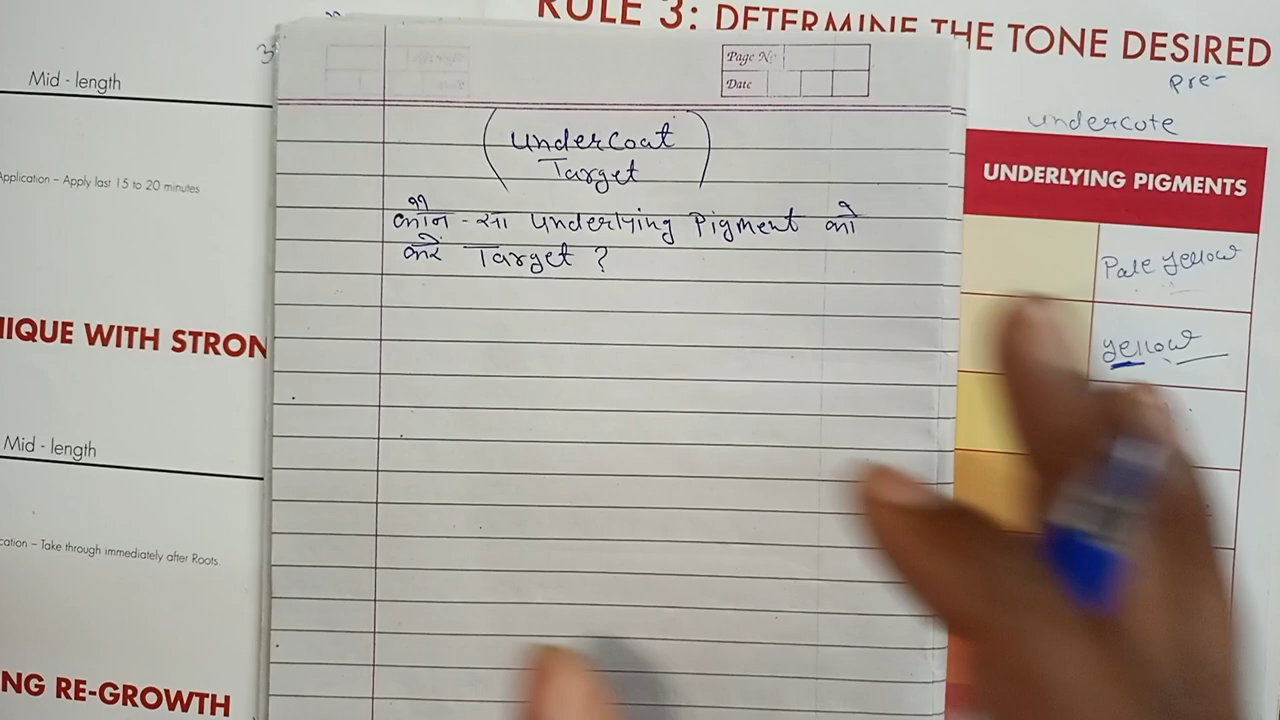 RULE 3: DETERMINE THE TONE DESIRED
Mid - length
Application – Apply last 15 to 20 minutes
NIQUE WITH STRON
Mid - length
cation – Take through immediately after Roots
NG RE-GROWTH
Page No
Date
Undercoat
Target
कौन - सा Underlying Pigment को
करें Target ?
pre-
undercote
UNDERLYING PIGMENTS
Pale yellow
yellow